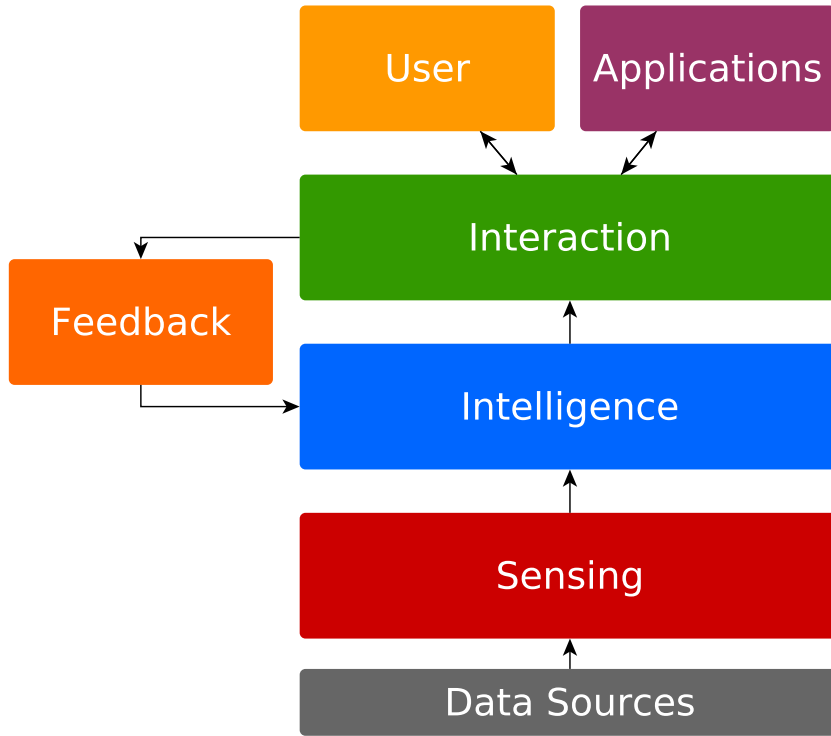 User
Applications
Interaction
Feedback
Intelligence
Sensing
Data Sources